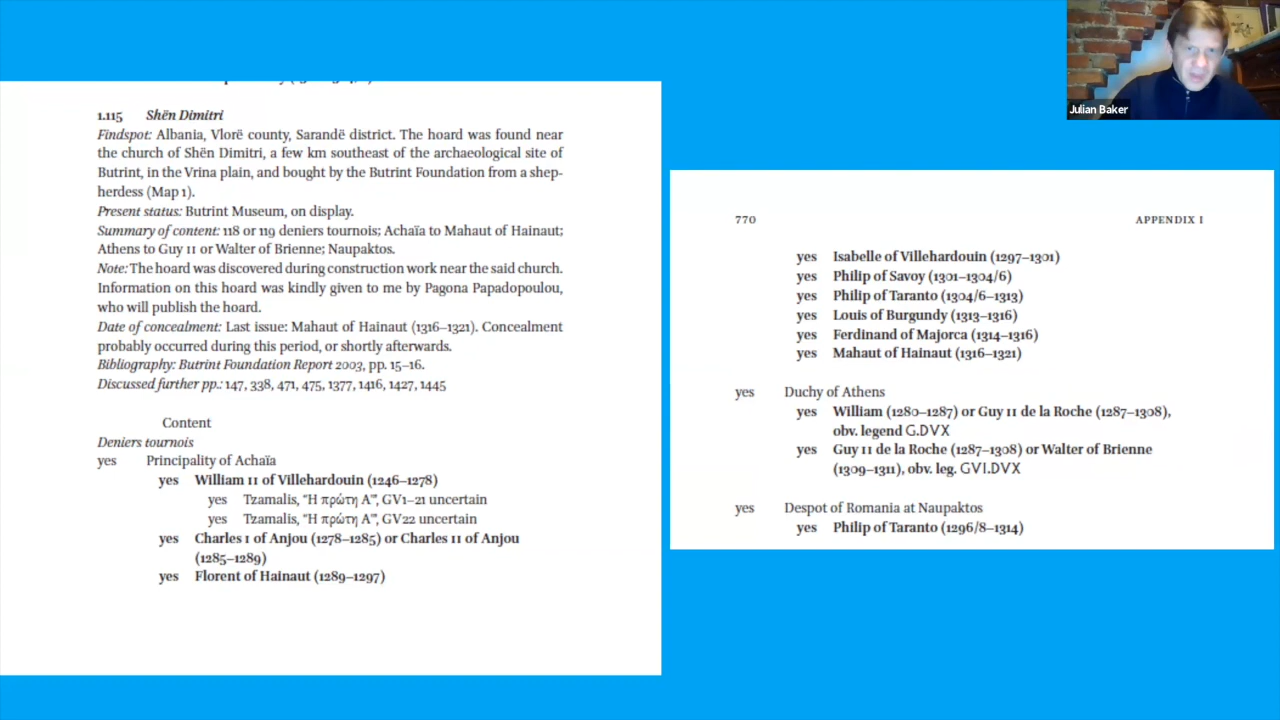 1.115 Shën Dimitri
Findspot: Albania, Vlorë county, Sarandë district. The hoard was found near
the church of Shën Dimitri, a few km southeast of the archaeological site of
Butrint, in the Vrina plain, and bought by the Butrint Foundation from a shep-
herdess (Map 1).
Present status: Butrint Museum, on display.
Summary of content: 118 or 119 deniers tournois; Achaïa to Mahaut of Hainaut;
Athens to Guy II or Walter of Brienne; Naupaktos.
Note: The hoard was discovered during construction work near the said church.
Information on this hoard was kindly given to me by Pagona Papadopoulou,
who will publish the hoard.
Date of concealment: Last issue: Mahaut of Hainaut (1316–1321). Concealment
probably occurred during this period, or shortly afterwards.
Bibliography: Butrint Foundation Report 2003, pp. 15–16.
Discussed further pp.: 147, 338, 471, 475, 1377, 1416, 1427, 1445
Content
Deniers tournois
yes Principality of Achaïa
yes William II of Villehardouin (1246–1278)
yes Tzamalis, “Η πρώτη Α′”, GV1–21 uncertain
yes Tzamalis, “Η πρώτη Α′”, GV22 uncertain
yes Charles I of Anjou (1278–1285) or Charles II of Anjou
(1285–1289)
yes Florent of Hainaut (1289–1297)
Julian Baker
770 APPENDIX I
yes Isabelle of Villehardouin (1297–1301)
yes Philip of Savoy (1301–1304/6)
yes Philip of Taranto (1304/6–1313)
yes Louis of Burgundy (1313–1316)
yes Ferdinand of Majorca (1314–1316)
yes Mahaut of Hainaut (1316–1321)
yes Duchy of Athens
yes William (1280–1287) or Guy II de la Roche (1287–1308),
obv. legend G.DVX
yes Guy II de la Roche (1287–1308) or Walter of Brienne
(1309–1311), obv. leg. GVI.DVX
yes Despot of Romania at Naupaktos
yes Philip of Taranto (1296/8–1314)